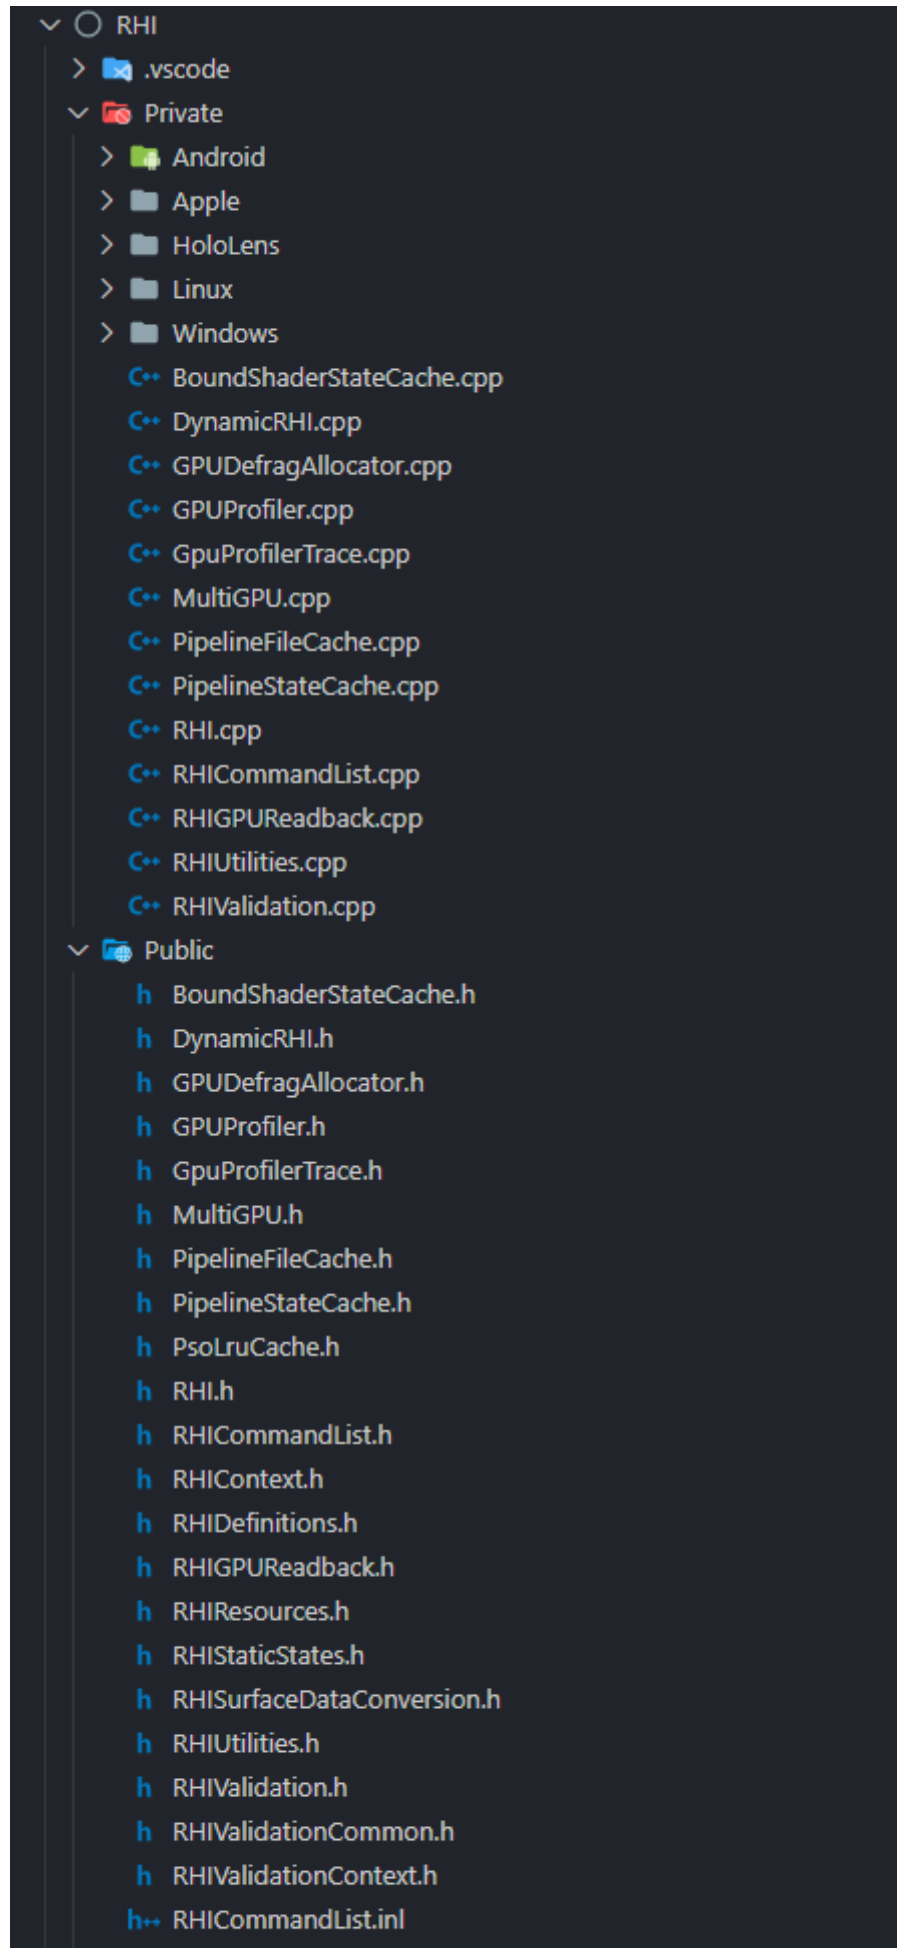 RHI
.vscode
Private
Android
Apple
HoloLens
Linux
Windows
C++ BoundShaderStateCache.cpp
C++ DynamicRHI.cpp
C++ GPUDefragAllocator.cpp
C++ GPUProfiler.cpp
C++ GpuProfilerTrace.cpp
C++ MultiGPU.cpp
C++ PipelineFileCache.cpp
C++ PipelineStateCache.cpp
C++ RHI.cpp
C++ RHICommandList.cpp
C++ RHIGPUReadback.cpp
C++ RHIUtilities.cpp
C++ RHIValidation.cpp
Public
h BoundShaderStateCache.h
h DynamicRHI.h
h GPUDefragAllocator.h
h GPUProfiler.h
h GpuProfilerTrace.h
h MultiGPU.h
h PipelineFileCache.h
h PipelineStateCache.h
h PsoLruCache.h
h RHI.h
h RHICommandList.h
h RHIContext.h
h RHIDefinitions.h
h RHIGPUReadback.h
h RHIResources.h
h RHIStaticStates.h
h RHISurfaceDataConversion.h
h RHIUtilities.h
h RHIValidation.h
h RHIValidationCommon.h
h RHIValidationContext.h
h++ RHICommandList.inl